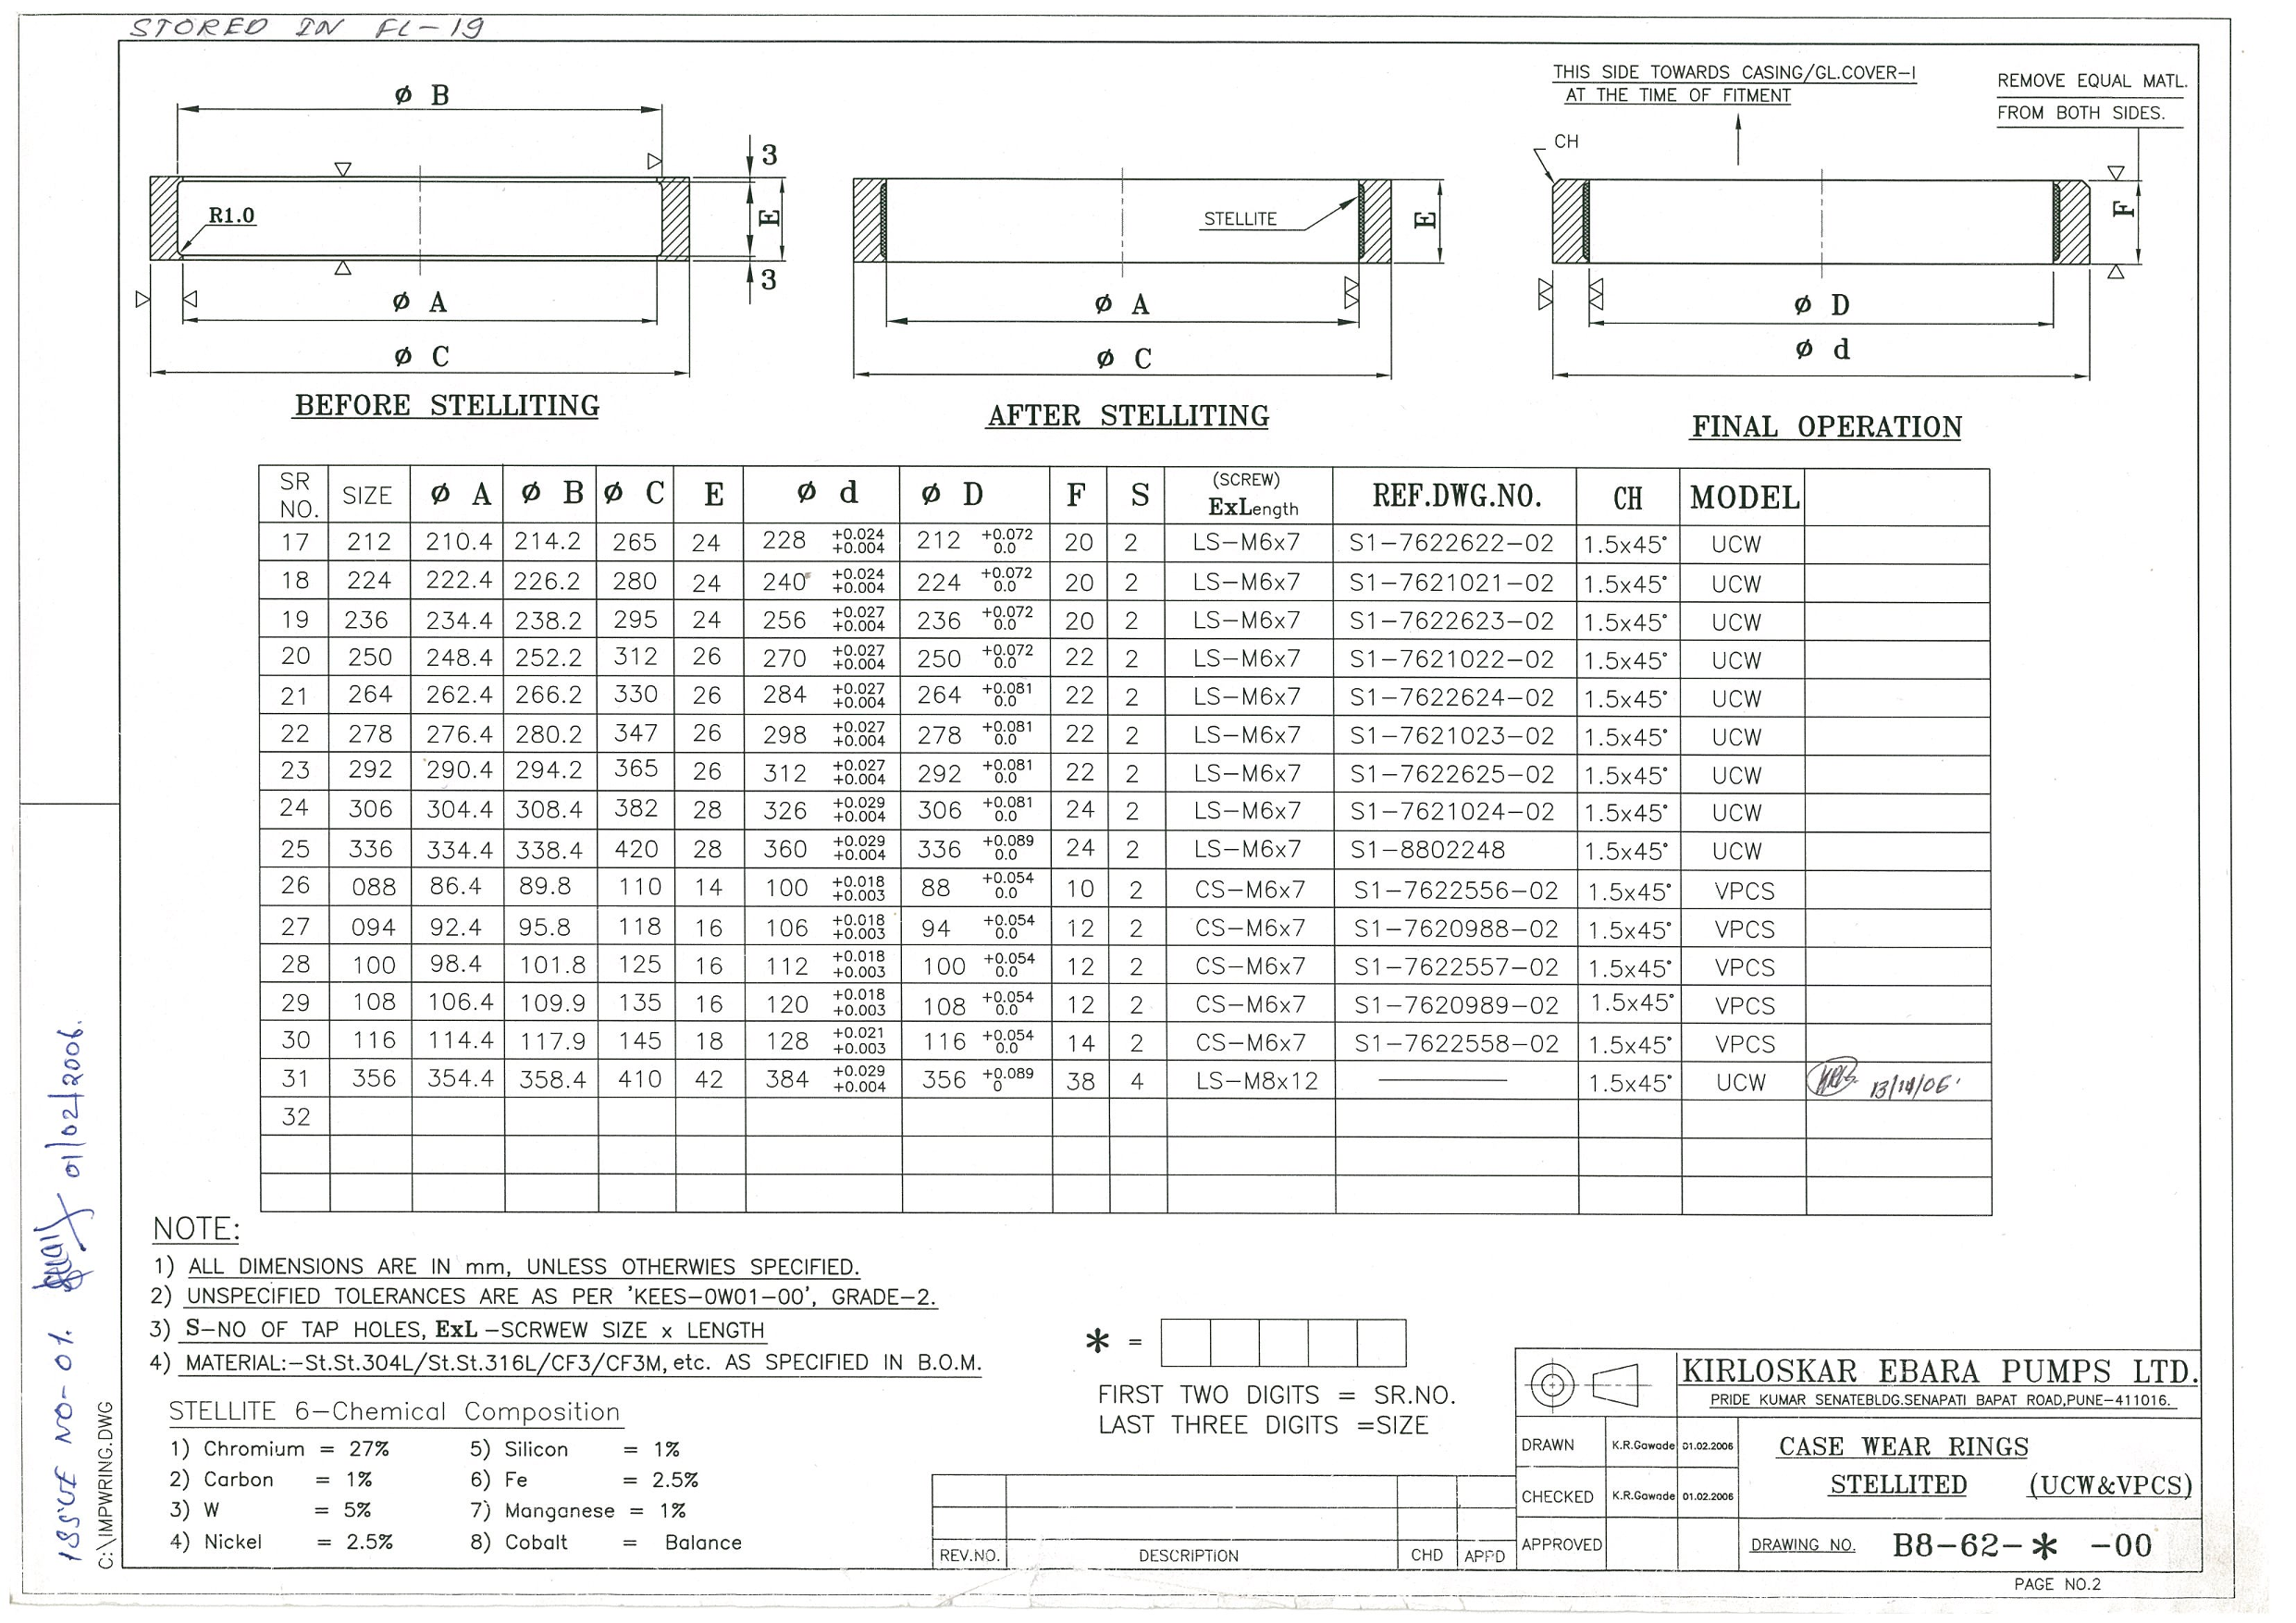 STORED IN FL-19
THIS SIDE TOWARDS CASING/GL.COVER-I
AT THE TIME OF FITMENT
REMOVE EQUAL MATL.
FROM BOTH SIDES.
ø B
CH
3
R1.0
E
STELLITE
E
F
3
ø A
ø A
ø D
ø C
ø C
ø d
BEFORE STELLITING
AFTER STELLITING
FINAL OPERATION
SR NO. SIZE ø A ø B ø C E ø d ø D F S (SCREW) ExLength REF.DWG.NO. CH MODEL
17 212 210.4 214.2 265 24 228 +0.024 +0.004 212 +0.072 0.0 20 2 LS-M6x7 S1-7622622-02 1.5x45° UCW
18 224 222.4 226.2 280 24 240 +0.024 +0.004 224 +0.072 0.0 20 2 LS-M6x7 S1-7621021-02 1.5x45° UCW
19 236 234.4 238.2 295 24 256 +0.027 +0.004 236 +0.072 0.0 20 2 LS-M6x7 S1-7622623-02 1.5x45° UCW
20 250 248.4 252.2 312 26 270 +0.027 +0.004 250 +0.072 0.0 22 2 LS-M6x7 S1-7621022-02 1.5x45° UCW
21 264 262.4 266.2 330 26 284 +0.027 +0.004 264 +0.081 0.0 22 2 LS-M6x7 S1-7622624-02 1.5x45° UCW
22 278 276.4 280.2 347 26 298 +0.027 +0.004 278 +0.081 0.0 22 2 LS-M6x7 S1-7621023-02 1.5x45° UCW
23 292 290.4 294.2 365 26 312 +0.027 +0.004 292 +0.081 0.0 22 2 LS-M6x7 S1-7622625-02 1.5x45° UCW
24 306 304.4 308.4 382 28 326 +0.029 +0.004 306 +0.081 0.0 24 2 LS-M6x7 S1-7621024-02 1.5x45° UCW
25 336 334.4 338.4 420 28 360 +0.029 +0.004 336 +0.089 0.0 24 2 LS-M6x7 S1-8802248 1.5x45° UCW
26 088 86.4 89.8 110 14 100 +0.018 +0.003 88 +0.054 0.0 10 2 CS-M6x7 S1-7622556-02 1.5x45° VPCS
27 094 92.4 95.8 118 16 106 +0.018 +0.003 94 +0.054 0.0 12 2 CS-M6x7 S1-7620988-02 1.5x45° VPCS
28 100 98.4 101.8 125 16 112 +0.018 +0.003 100 +0.054 0.0 12 2 CS-M6x7 S1-7622557-02 1.5x45° VPCS
29 108 106.4 109.9 135 16 120 +0.018 +0.003 108 +0.054 0.0 12 2 CS-M6x7 S1-7620989-02 1.5x45° VPCS
30 116 114.4 117.9 145 18 128 +0.021 +0.003 116 +0.054 0.0 14 2 CS-M6x7 S1-7622558-02 1.5x45° VPCS
31 356 354.4 358.4 410 42 384 +0.029 +0.004 356 +0.089 0 38 4 LS-M8x12 ——— 1.5x45° UCW
32
NOTE:
1) ALL DIMENSIONS ARE IN mm, UNLESS OTHERWIES SPECIFIED.
2) UNSPECIFIED TOLERANCES ARE AS PER 'KEES-0W01-00', GRADE-2.
3) S-NO OF TAP HOLES, ExL -SCRWEW SIZE x LENGTH
4) MATERIAL:-St.St.304L/St.St.316L/CF3/CF3M, etc. AS SPECIFIED IN B.O.M.
STELLITE 6-Chemical Composition
1) Chromium = 27% 5) Silicon = 1%
2) Carbon = 1% 6) Fe = 2.5%
3) W = 5% 7) Manganese = 1%
4) Nickel = 2.5% 8) Cobalt = Balance
* =
FIRST TWO DIGITS = SR.NO.
LAST THREE DIGITS =SIZE
REV.NO. DESCRIPTION CHD APPD
KIRLOSKAR EBARA PUMPS LTD.
PRIDE KUMAR SENATEBLDG.SENAPATI BAPAT ROAD,PUNE-411016.
DRAWN K.R.Gawade 01.02.2006
CHECKED K.R.Gawade 01.02.2006
APPROVED
CASE WEAR RINGS
STELLITED (UCW&VPCS)
DRAWING NO. B8-62-* -00
PAGE NO.2
C:\IMPWRING.DWG
ISSUE NO-01. 01/02/2006.